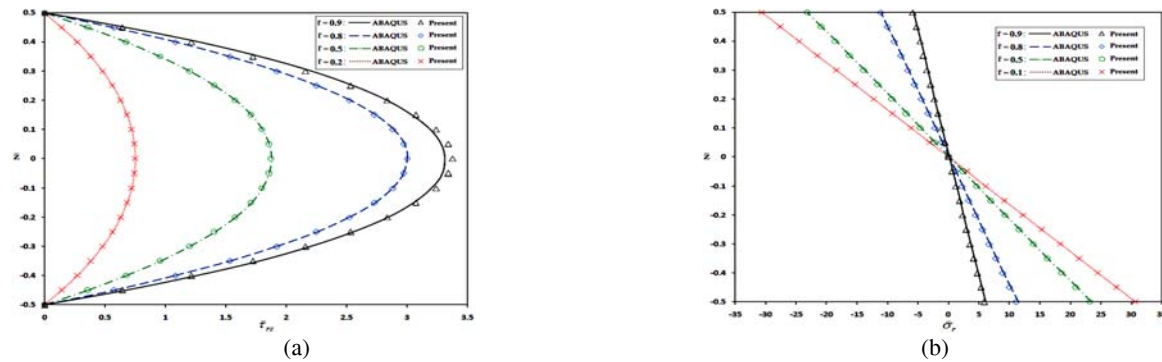 r̄ = 0.9 : ABAQUS Present
r̄ = 0.8 : ABAQUS Present
r̄ = 0.5 : ABAQUS Present
r̄ = 0.2 : ABAQUS Present
0.5
0.4
0.3
0.2
0.1
0
-0.1
-0.2
-0.3
-0.4
-0.5
z
0 0.5 1 1.5 2 2.5 3 3.5
τ̄rz
(a)
r̄ = 0.9 : ABAQUS Present
r̄ = 0.8 : ABAQUS Present
r̄ = 0.5 : ABAQUS Present
r̄ = 0.1 : ABAQUS Present
0.5
0.4
0.3
0.2
0.1
0
-0.1
-0.2
-0.3
-0.4
-0.5
z
-35 -30 -25 -20 -15 -10 -5 0 5 10 15 20 25 30 35
σ̄r
(b)